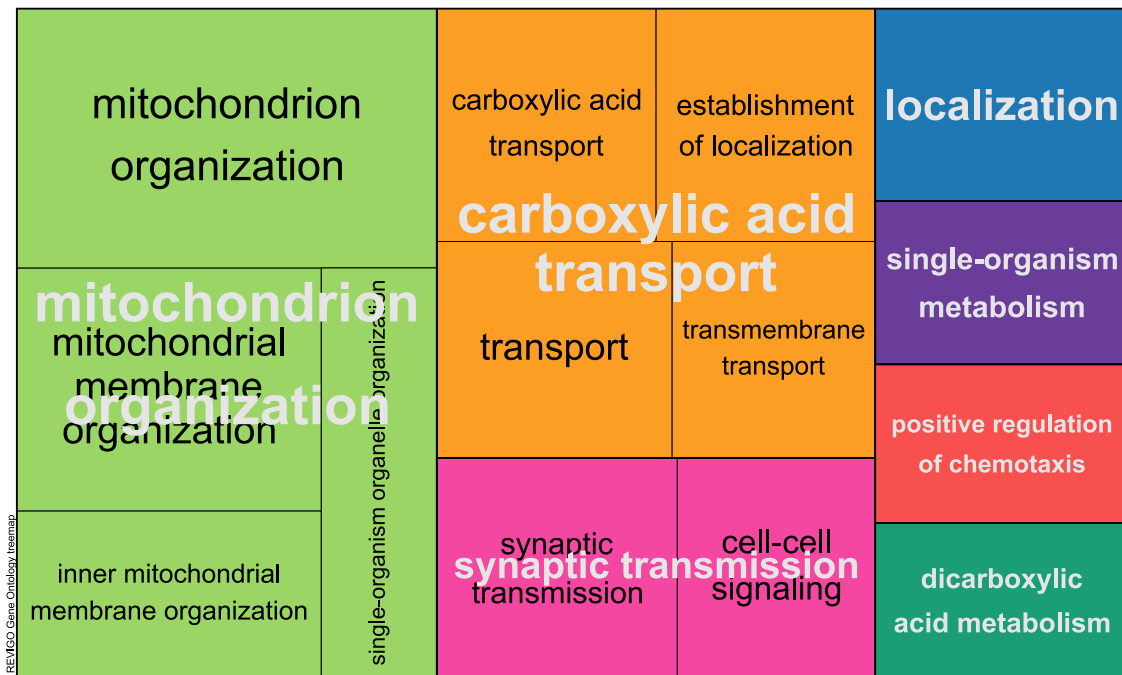 mitochondrion
organization
mitochondrion
organization
mitochondrial
membrane
organization
single-organism organelle organization
inner mitochondrial
membrane organization
carboxylic acid
transport
establishment
of localization
carboxylic acid
transport
transport
transmembrane
transport
synaptic
transmission
cell-cell
signaling
synaptic transmission
localization
single-organism
metabolism
positive regulation
of chemotaxis
dicarboxylic
acid metabolism
REVIGO Gene Ontology treemap